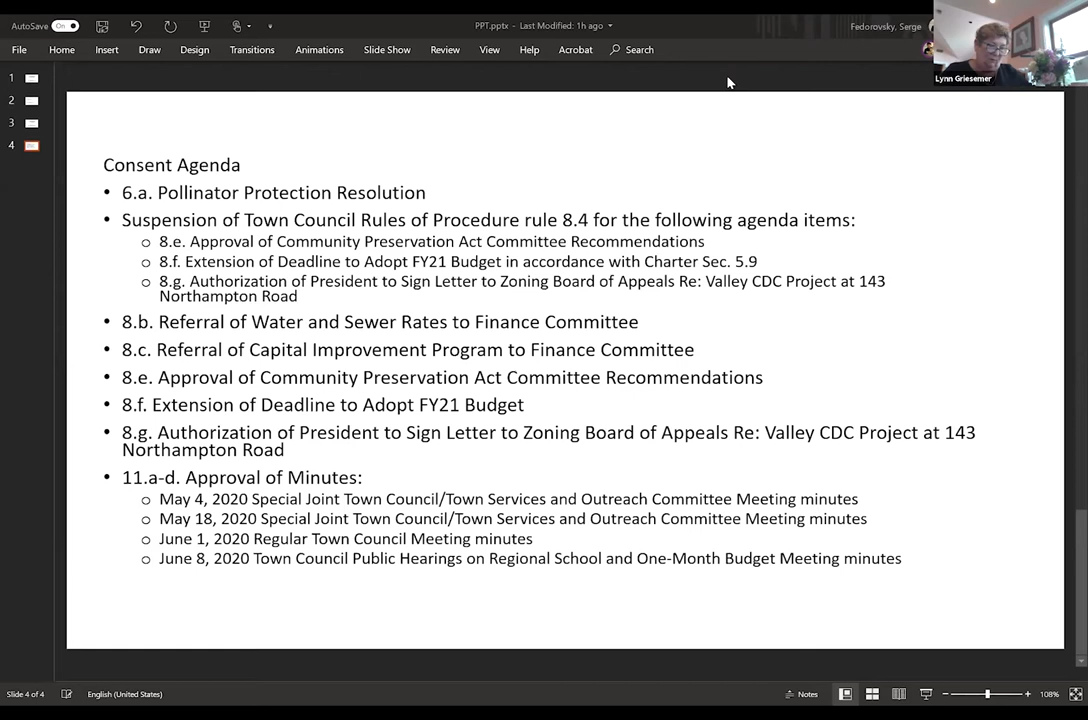 AutoSave On
PPT.pptx - Last Modified: 1h ago
Fedorovsky, Serge
File Home Insert Draw Design Transitions Animations Slide Show Review View Help Acrobat Search
Lynn Griesemer
1
2
3
4
Consent Agenda
• 6.a. Pollinator Protection Resolution
• Suspension of Town Council Rules of Procedure rule 8.4 for the following agenda items:
o 8.e. Approval of Community Preservation Act Committee Recommendations
o 8.f. Extension of Deadline to Adopt FY21 Budget in accordance with Charter Sec. 5.9
o 8.g. Authorization of President to Sign Letter to Zoning Board of Appeals Re: Valley CDC Project at 143
Northampton Road
• 8.b. Referral of Water and Sewer Rates to Finance Committee
• 8.c. Referral of Capital Improvement Program to Finance Committee
• 8.e. Approval of Community Preservation Act Committee Recommendations
• 8.f. Extension of Deadline to Adopt FY21 Budget
• 8.g. Authorization of President to Sign Letter to Zoning Board of Appeals Re: Valley CDC Project at 143
Northampton Road
• 11.a-d. Approval of Minutes:
o May 4, 2020 Special Joint Town Council/Town Services and Outreach Committee Meeting minutes
o May 18, 2020 Special Joint Town Council/Town Services and Outreach Committee Meeting minutes
o June 1, 2020 Regular Town Council Meeting minutes
o June 8, 2020 Town Council Public Hearings on Regional School and One-Month Budget Meeting minutes
Slide 4 of 4 English (United States) Notes 108%